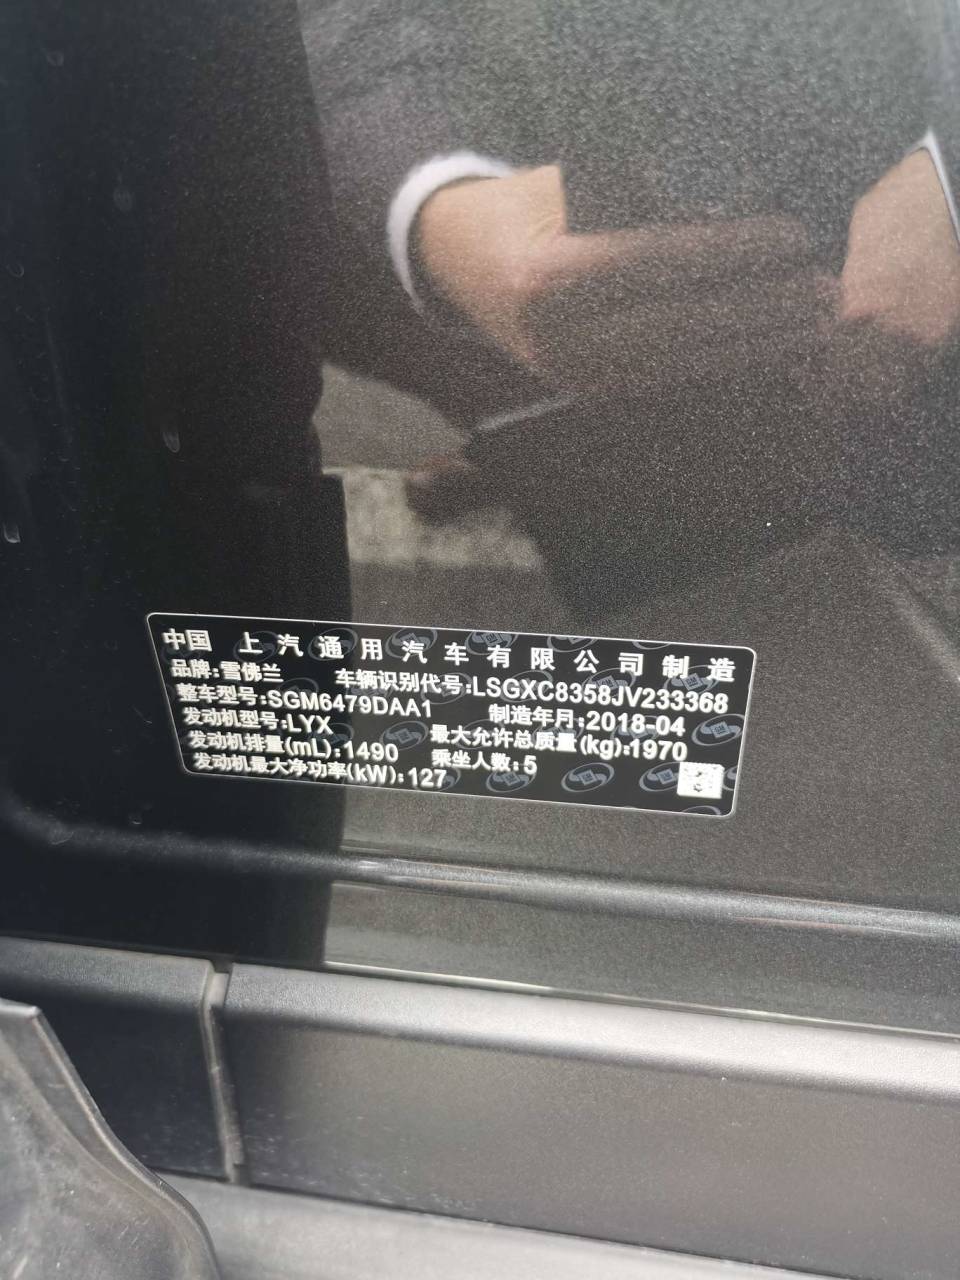 中国 上汽通用汽车有限公司制造
品牌:雪佛兰 车辆识别代号:LSGXC8358JV233368
整车型号:SGM6479DAA1 制造年月:2018-04
发动机型号:LYX 最大允许总质量(kg):1970
发动机排量(mL):1490 乘坐人数:5
发动机最大净功率(kW):127